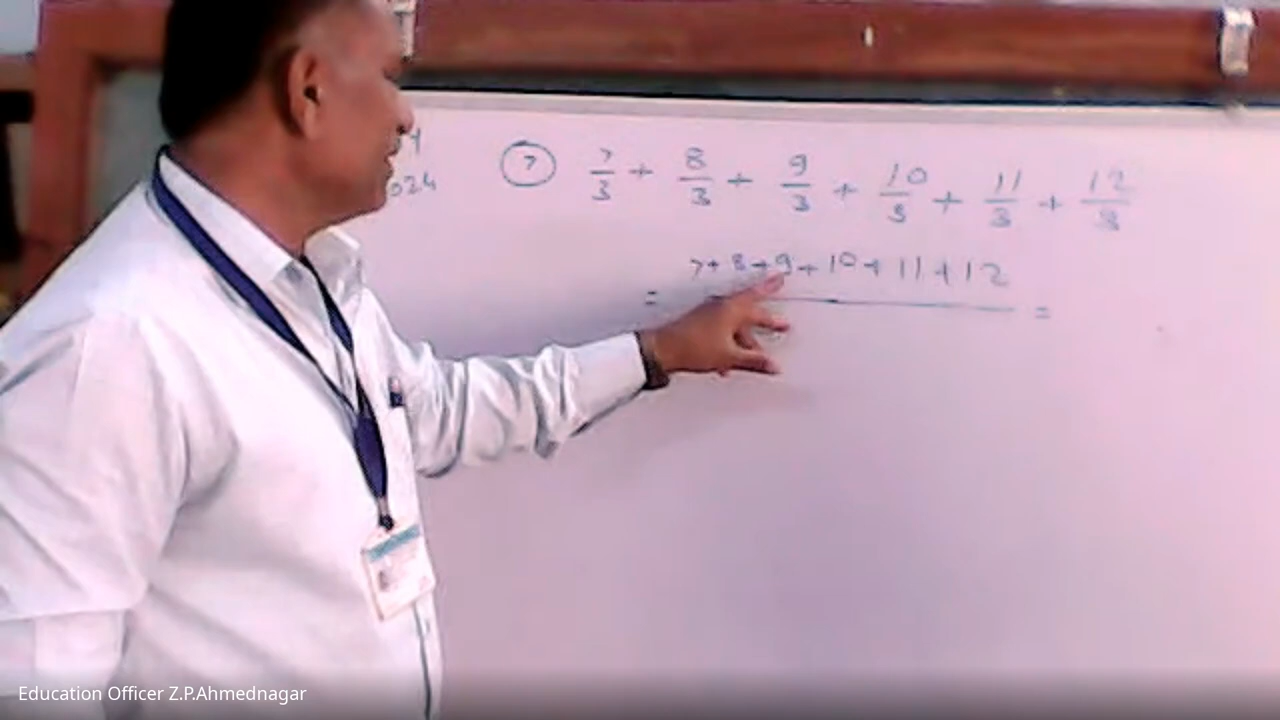 024
7 7/3 + 8/3 + 9/3 + 10/3 + 11/3 + 12/3
= 7+8+9+10+11+12 =
Education Officer Z.P.Ahmednagar